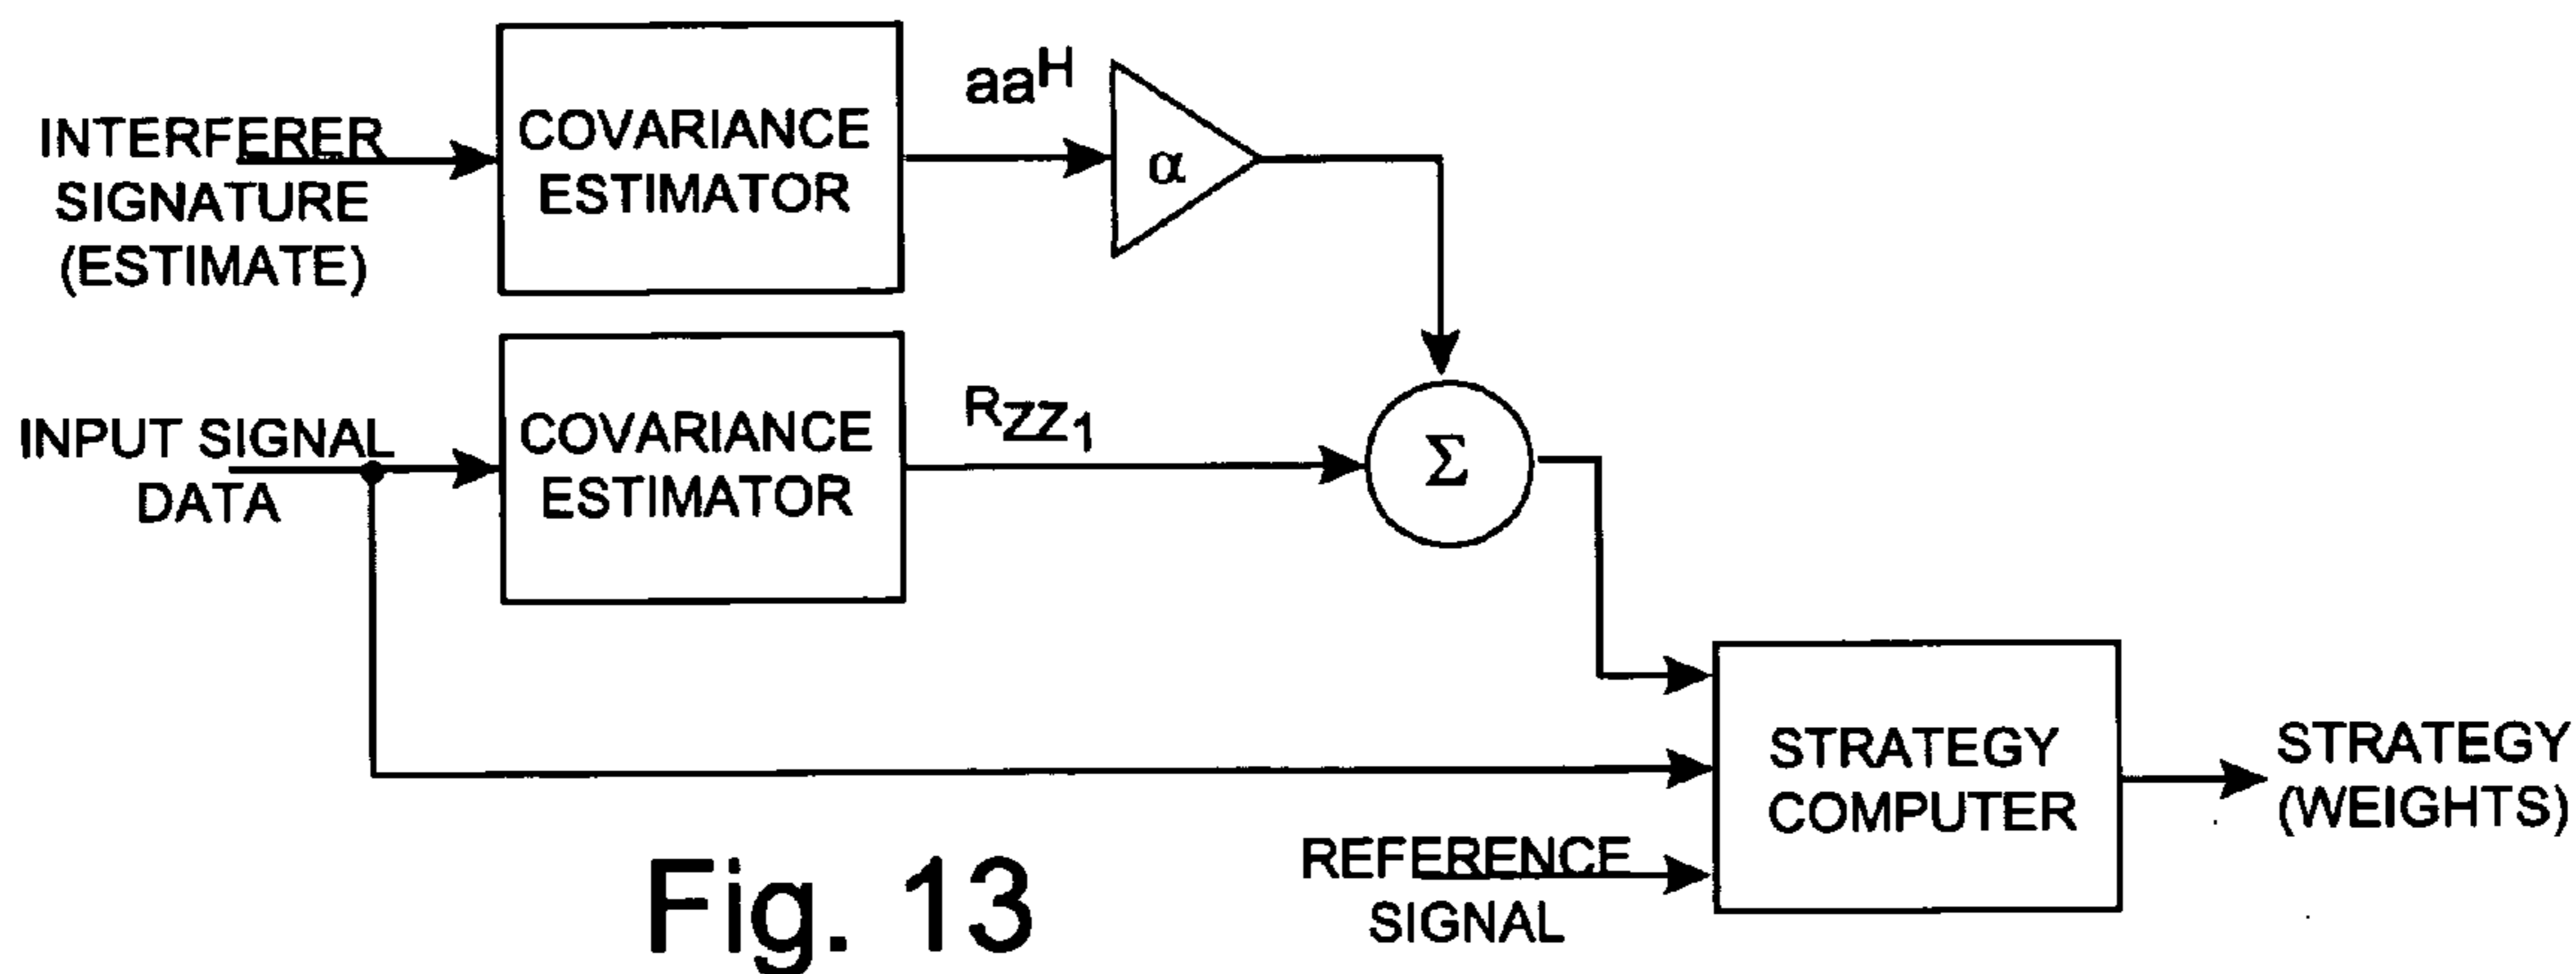 INTERFERER
SIGNATURE
(ESTIMATE)
COVARIANCE
ESTIMATOR
aa^H
α
INPUT SIGNAL
DATA
COVARIANCE
ESTIMATOR
R_ZZ₁
Σ
REFERENCE
SIGNAL
STRATEGY
COMPUTER
STRATEGY
(WEIGHTS)
Fig. 13